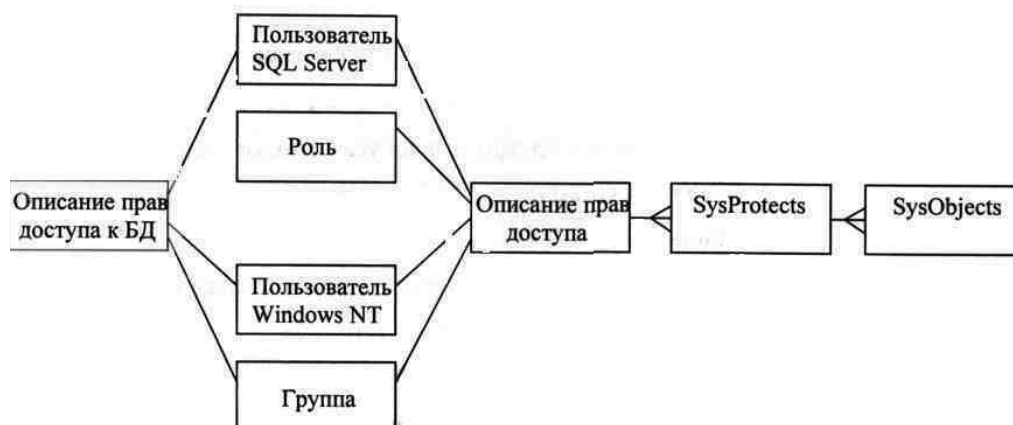 Пользователь
SQL Server
Роль
Описание прав
доступа к БД
Описание прав
доступа
SysProtects
SysObjects
Пользователь
Windows NT
Группа